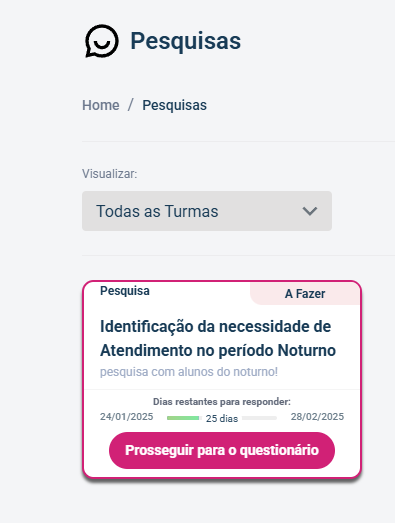 Pesquisas
Home / Pesquisas
Visualizar:
Todas as Turmas
Pesquisa
A Fazer
Identificação da necessidade de
Atendimento no período Noturno
pesquisa com alunos do noturno!
Dias restantes para responder:
24/01/2025 25 dias 28/02/2025
Prosseguir para o questionário